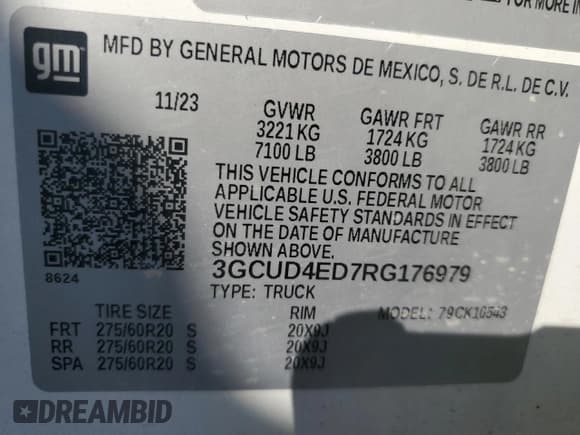 FOR MORE IN
gm
MFD BY GENERAL MOTORS DE MEXICO, S. DE R.L. DE C.V.
11/23 GVWR GAWR FRT GAWR RR
3221 KG 1724 KG 1724 KG
7100 LB 3800 LB 3800 LB
THIS VEHICLE CONFORMS TO ALL
APPLICABLE U.S. FEDERAL MOTOR
VEHICLE SAFETY STANDARDS IN EFFECT
ON THE DATE OF MANUFACTURE
SHOWN ABOVE.
8624
3GCUD4ED7RG176979
TYPE: TRUCK
TIRE SIZE RIM MODEL: 79CK10543
FRT 275/60R20 S 20X9J
RR 275/60R20 S 20X9J
SPA 275/60R20 S 20X9J
DREAMBID